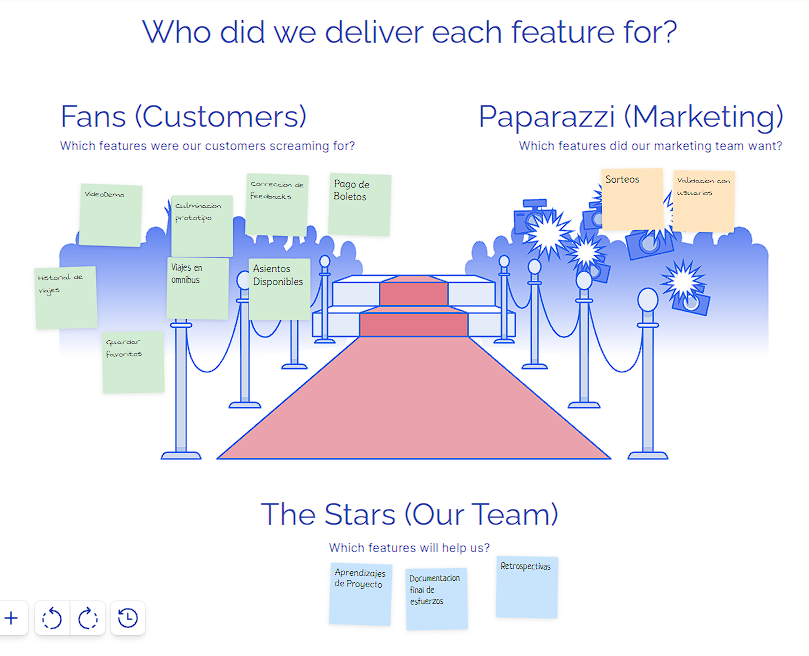 Who did we deliver each feature for?
Fans (Customers)
Which features were our customers screaming for?
Paparazzi (Marketing)
Which features did our marketing team want?
VideoDemo
Culminacion
prototipo
Correccion de
Feedbacks
Pago de
Boletos
Historial de
viajes
Viajes en
omnibus
Asientos
Disponibles
Guardar
favoritos
Sorteos
Validacion con
usuarios
The Stars (Our Team)
Which features will help us?
Aprendizajes
de Proyecto
Documentacion
final de
esfuerzos
Retrospectivas